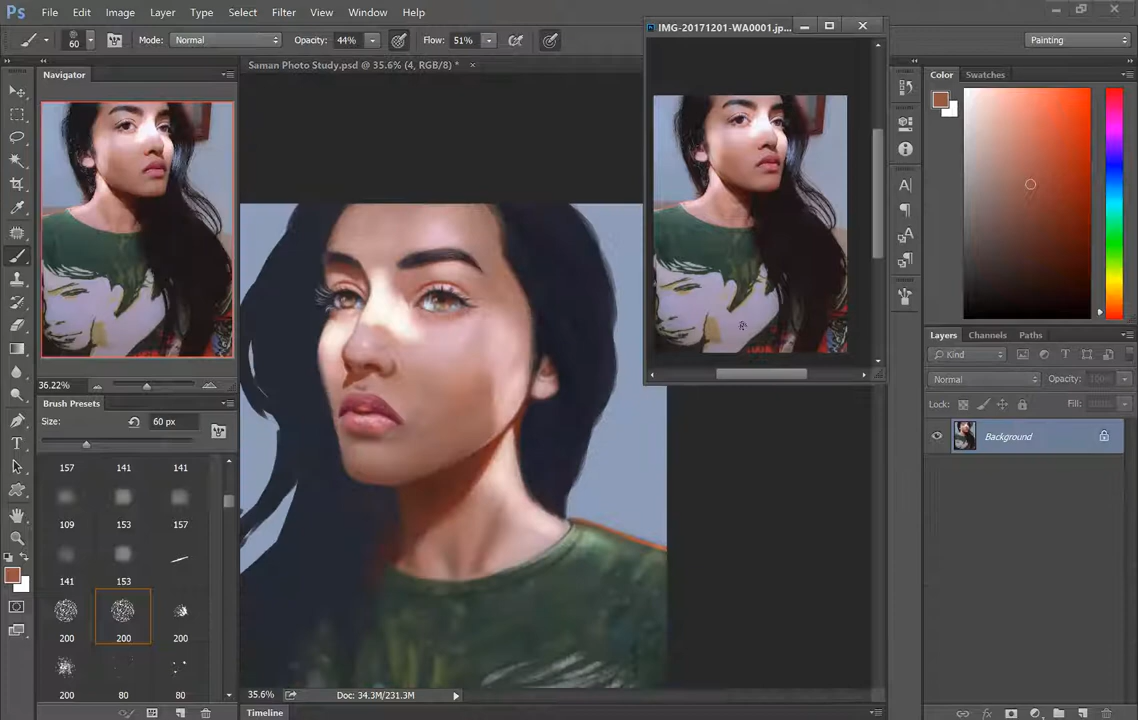 Ps File Edit Image Layer Type Select Filter View Window Help
60 Mode: Normal Opacity: 44% Flow: 51% Painting
IMG-20171201-WA0001.jp...
Navigator
Saman Photo Study.psd @ 35.6% (4, RGB/8) *
Color Swatches
36.22%
Brush Presets
Size: 60 px
157 141 141
109 153 157
141 153
200 200 200
200 80 80
Layers Channels Paths
Kind
Normal Opacity: 100%
Lock: Fill:
Background
35.6% Doc: 34.3M/231.3M
Timeline